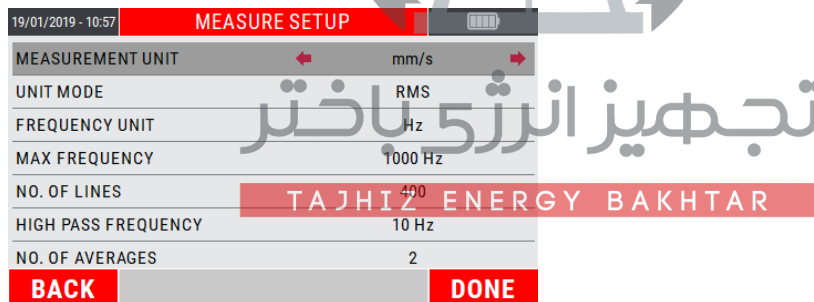 19/01/2019 - 10:57 MEASURE SETUP
MEASUREMENT UNIT mm/s
UNIT MODE RMS
FREQUENCY UNIT Hz
MAX FREQUENCY 1000 Hz
NO. OF LINES 400
HIGH PASS FREQUENCY 10 Hz
NO. OF AVERAGES 2
BACK DONE
تجهیز انرژی باختر
TAJHIZ ENERGY BAKHTAR